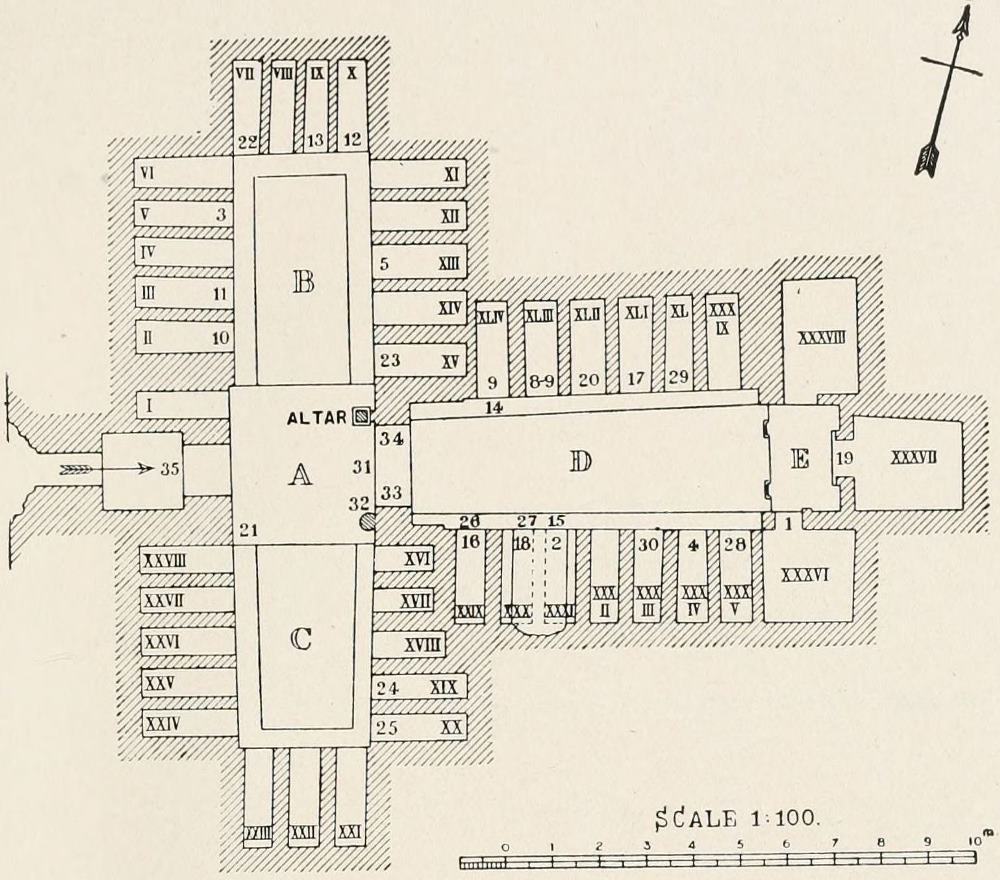 VII VIII IX X
22 13 12
VI XI
V 3 XII
IV
B 5 XIII
III 11
XIV
II 10
23 XV
XLIV XLIII XLII XLI XL XXX
IX
XXXVIII
9 8-9 20 17 29
14
I
ALTAR
34
35 A 31 D E 19 XXXVII
33
32
21 26 27 15 1
16 18 2 30 4 28
XXVIII XVI
XXXVI
XXVII XVII
XXIX XXX XXXI XXX
II
XXX
III
XXX
IV
XXX
V
XXVI C XVIII
XXV 24 XIX
XXIV 25 XX
XXIII XXII XXI
SCALE 1:100.
0 1 2 3 4 5 6 7 8 9 10 m.